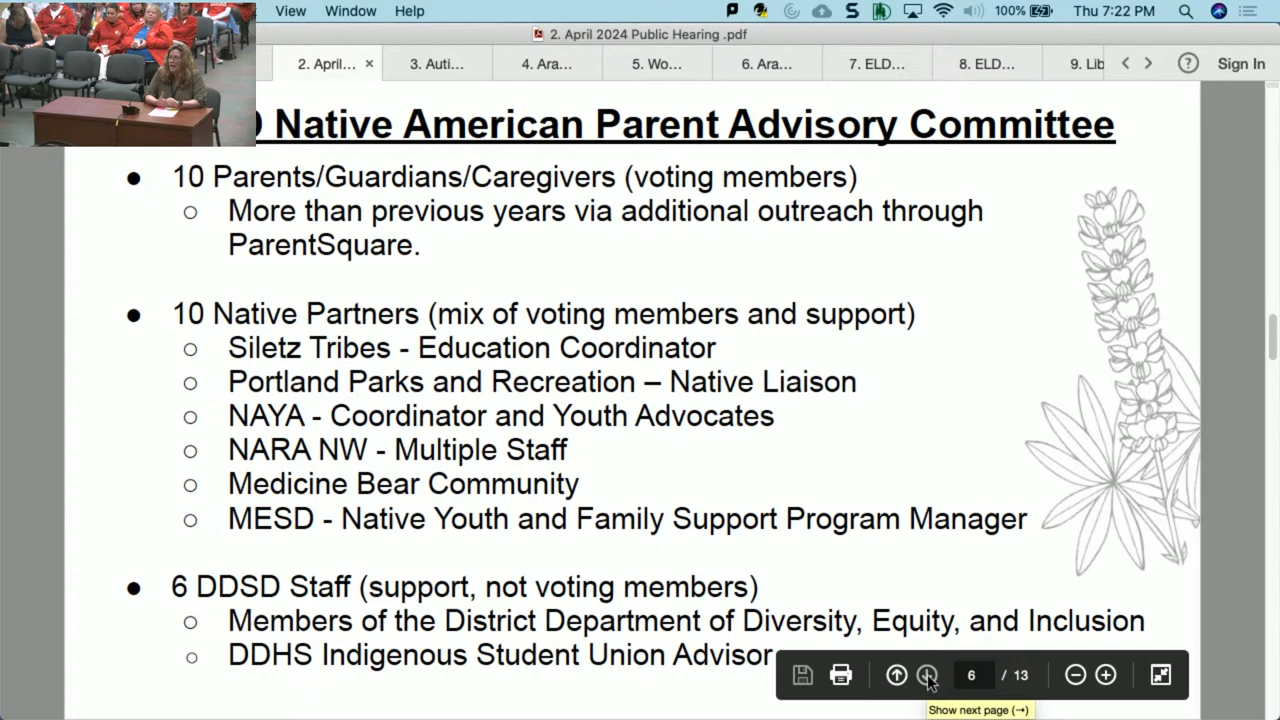 View Window Help 100% Thu 7:22 PM
2. April 2024 Public Hearing .pdf
2. April... × 3. Auti... 4. Ara... 5. Wo... 6. Ara... 7. ELD... 8. ELD... 9. Lib ? Sign In
Native American Parent Advisory Committee
● 10 Parents/Guardians/Caregivers (voting members)
○ More than previous years via additional outreach through
ParentSquare.
● 10 Native Partners (mix of voting members and support)
○ Siletz Tribes - Education Coordinator
○ Portland Parks and Recreation – Native Liaison
○ NAYA - Coordinator and Youth Advocates
○ NARA NW - Multiple Staff
○ Medicine Bear Community
○ MESD - Native Youth and Family Support Program Manager
● 6 DDSD Staff (support, not voting members)
○ Members of the District Department of Diversity, Equity, and Inclusion
○ DDHS Indigenous Student Union Advisor
6 / 13
Show next page (→)